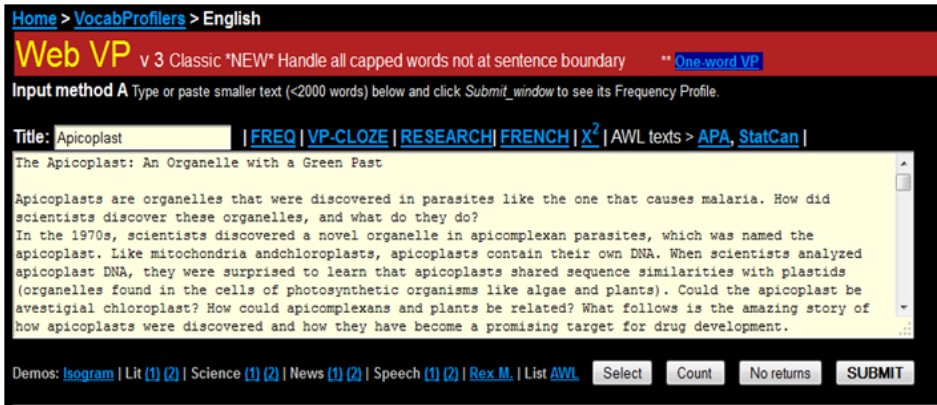 Home > VocabProfilers > English
Web VP v 3 Classic *NEW* Handle all capped words not at sentence boundary ** One-word VP
Input method A Type or paste smaller text (<2000 words) below and click Submit_window to see its Frequency Profile.
Title: Apicoplast | FREQ | VP-CLOZE | RESEARCH| FRENCH | X2 | AWL texts > APA, StatCan |
The Apicoplast: An Organelle with a Green Past
Apicoplasts are organelles that were discovered in parasites like the one that causes malaria. How did
scientists discover these organelles, and what do they do?
In the 1970s, scientists discovered a novel organelle in apicomplexan parasites, which was named the
apicoplast. Like mitochondria andchloroplasts, apicoplasts contain their own DNA. When scientists analyzed
apicoplast DNA, they were surprised to learn that apicoplasts shared sequence similarities with plastids
(organelles found in the cells of photosynthetic organisms like algae and plants). Could the apicoplast be
avestigial chloroplast? How could apicomplexans and plants be related? What follows is the amazing story of
how apicoplasts were discovered and how they have become a promising target for drug development.
Demos: Isogram | Lit (1) (2) | Science (1) (2) | News (1) (2) | Speech (1) (2) | Rex M. | List AWL Select Count No returns SUBMIT